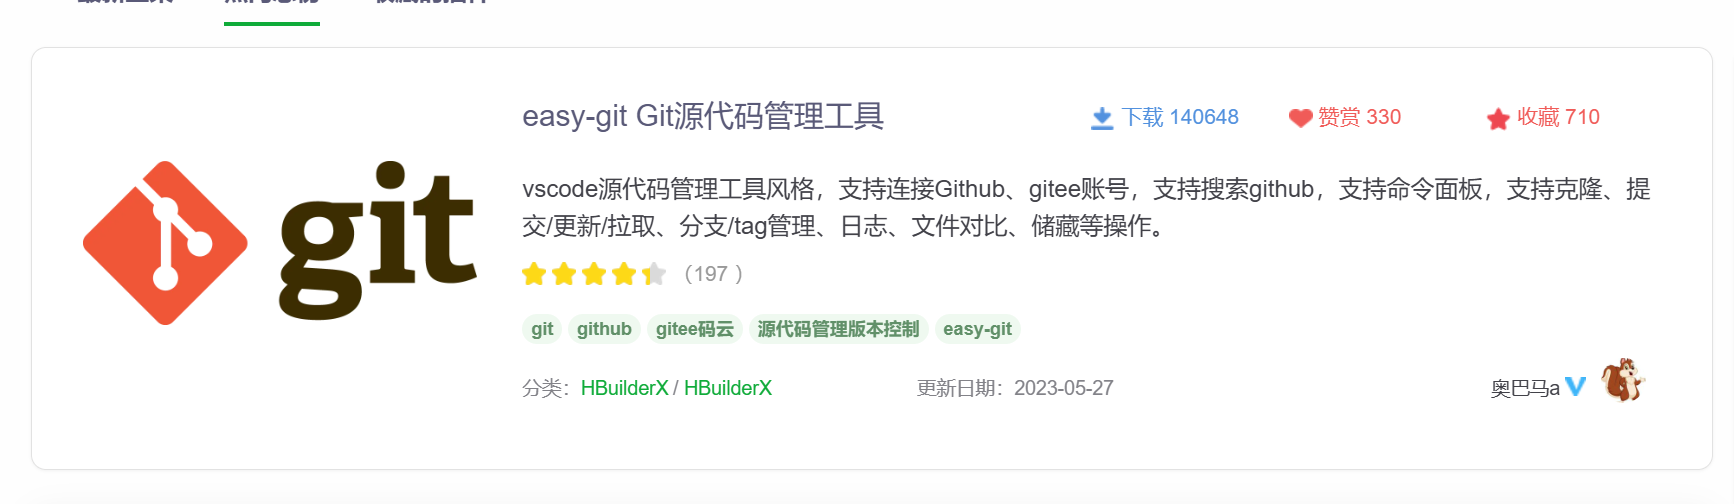 easy-git Git源代码管理工具
下载 140648
赞赏 330
收藏 710
git
vscode源代码管理工具风格，支持连接Github、gitee账号，支持搜索github，支持命令面板，支持克隆、提
交/更新/拉取、分支/tag管理、日志、文件对比、储藏等操作。
（197 ）
git github gitee码云 源代码管理版本控制 easy-git
分类：HBuilderX / HBuilderX
更新日期：2023-05-27
奥巴马a